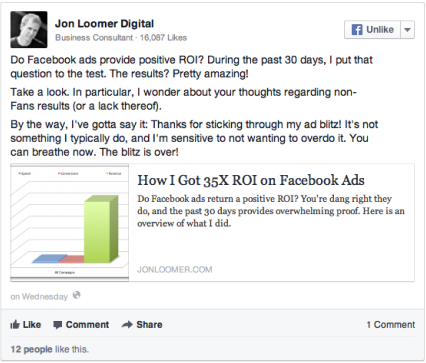 Jon Loomer Digital
Business Consultant · 16,087 Likes
Unlike
Do Facebook ads provide positive ROI? During the past 30 days, I put that
question to the test. The results? Pretty amazing!
Take a look. In particular, I wonder about your thoughts regarding non-
Fans results (or a lack thereof).
By the way, I've gotta say it: Thanks for sticking through my ad blitz! It's not
something I typically do, and I'm sensitive to not wanting to overdo it. You
can breathe now. The blitz is over!
How I Got 35X ROI on Facebook Ads
Do Facebook ads return a positive ROI? You're dang right they
do, and the past 30 days provides overwhelming proof. Here is an
overview of what I did.
JONLOOMER.COM
on Wednesday
Like Comment Share 1 Comment
12 people like this.